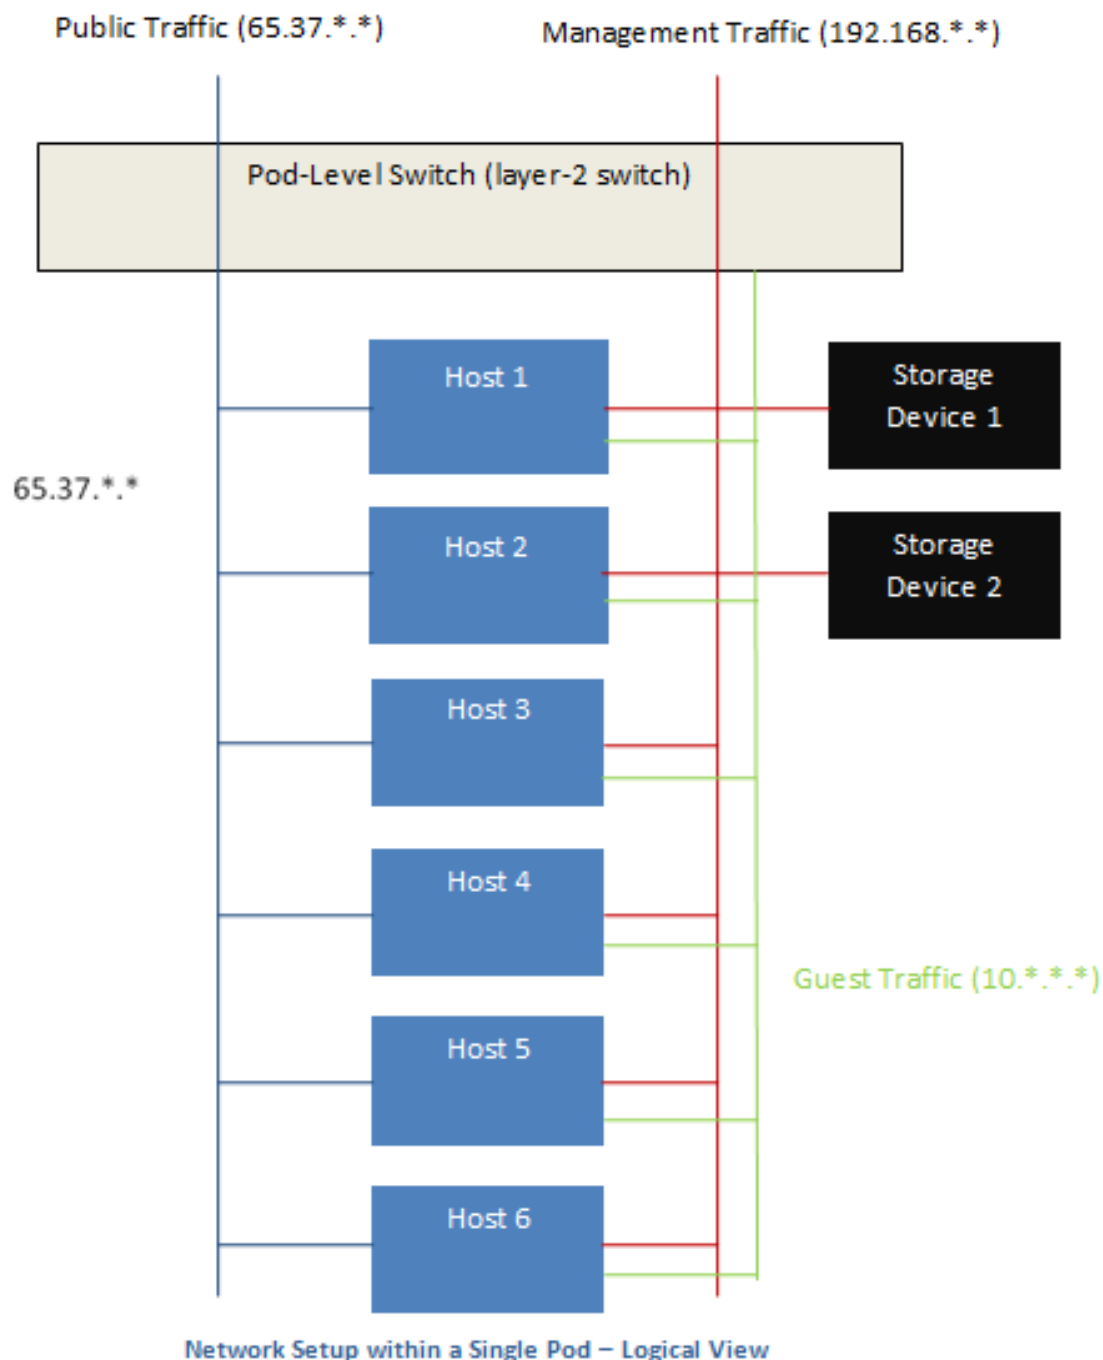 Public Traffic (65.37.*.*)
Management Traffic (192.168.*.*)
Pod-Level Switch (layer-2 switch)
Host 1
Storage
Device 1
65.37.*.*
Host 2
Storage
Device 2
Host 3
Host 4
Guest Traffic (10.*.*.*)
Host 5
Host 6
Network Setup within a Single Pod – Logical View